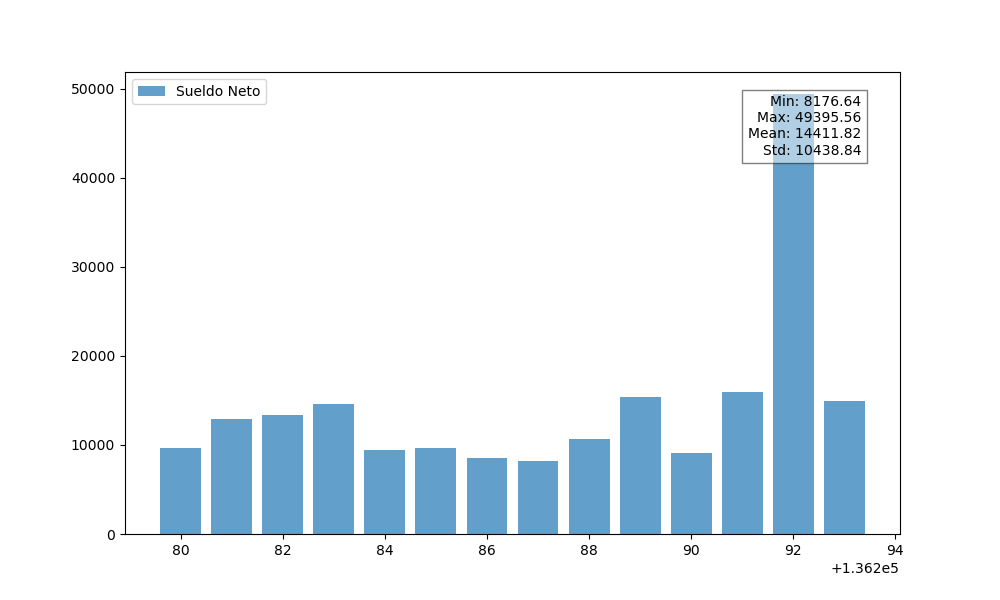 Sueldo Neto
Min: 8176.64
Max: 49395.56
Mean: 14411.82
Std: 10438.84
50000
40000
30000
20000
10000
0
80 82 84 86 88 90 92 94
+1.362e5